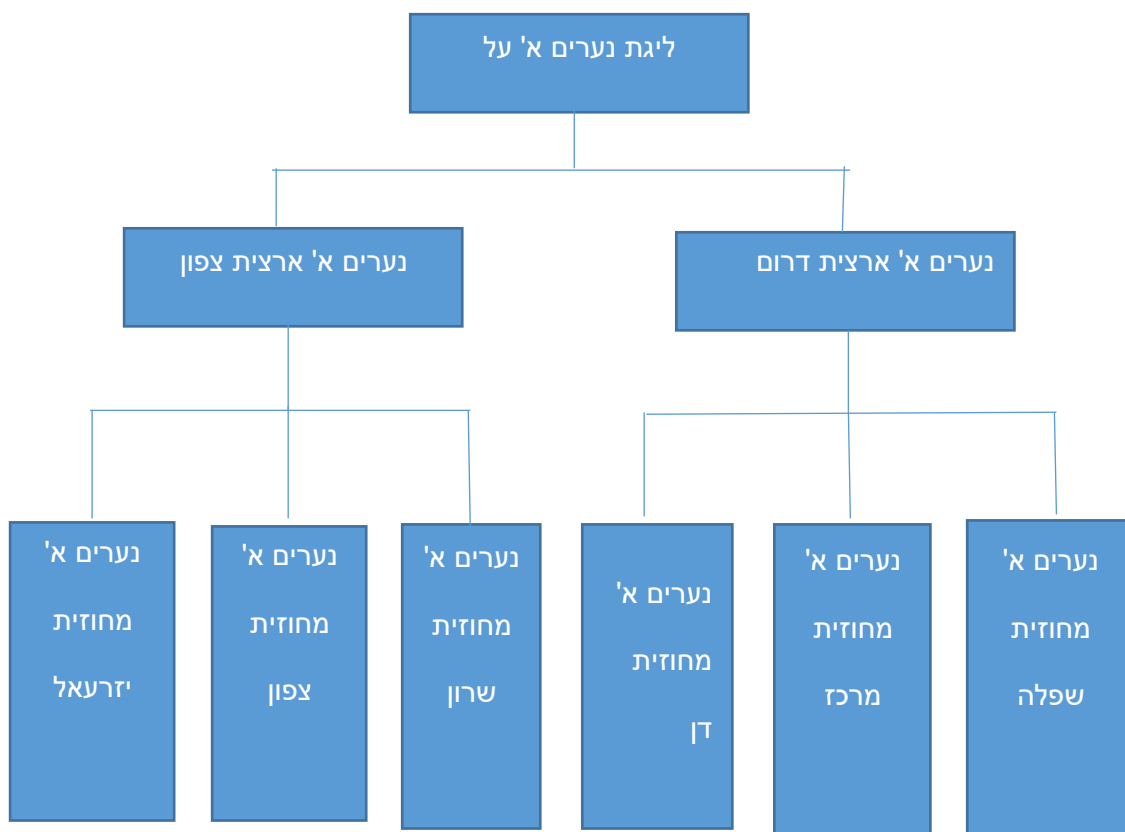 ליגת נערים א' על
נערים א' ארצית דרום
נערים א' ארצית צפון
נערים א'
מחוזית
שפלה
נערים א'
מחוזית
מרכז
נערים א'
מחוזית
דן
נערים א'
מחוזית
שרון
נערים א'
מחוזית
צפון
נערים א'
מחוזית
יזרעאל